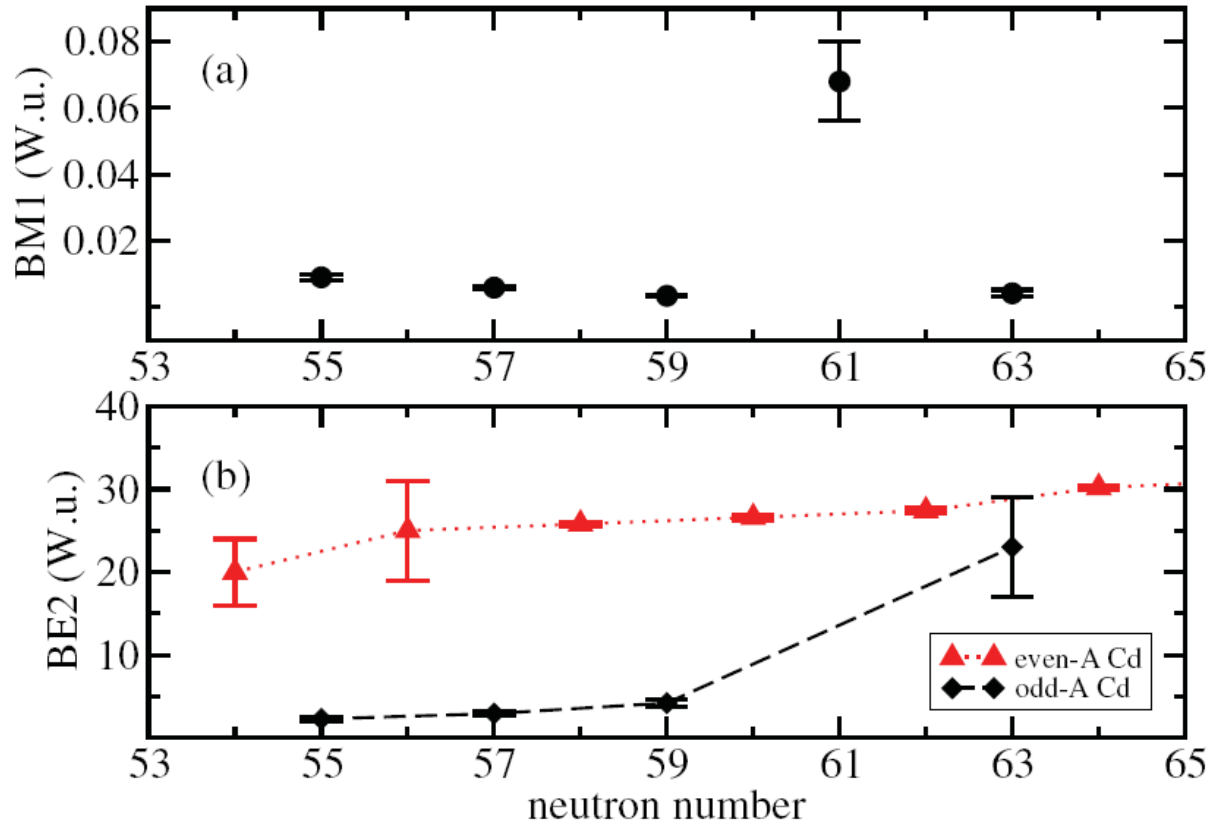 (a)
BM1 (W.u.)
0.08
0.06
0.04
0.02
53 55 57 59 61 63 65
(b)
BE2 (W.u.)
40
30
20
10
even-A Cd
odd-A Cd
53 55 57 59 61 63 65
neutron number